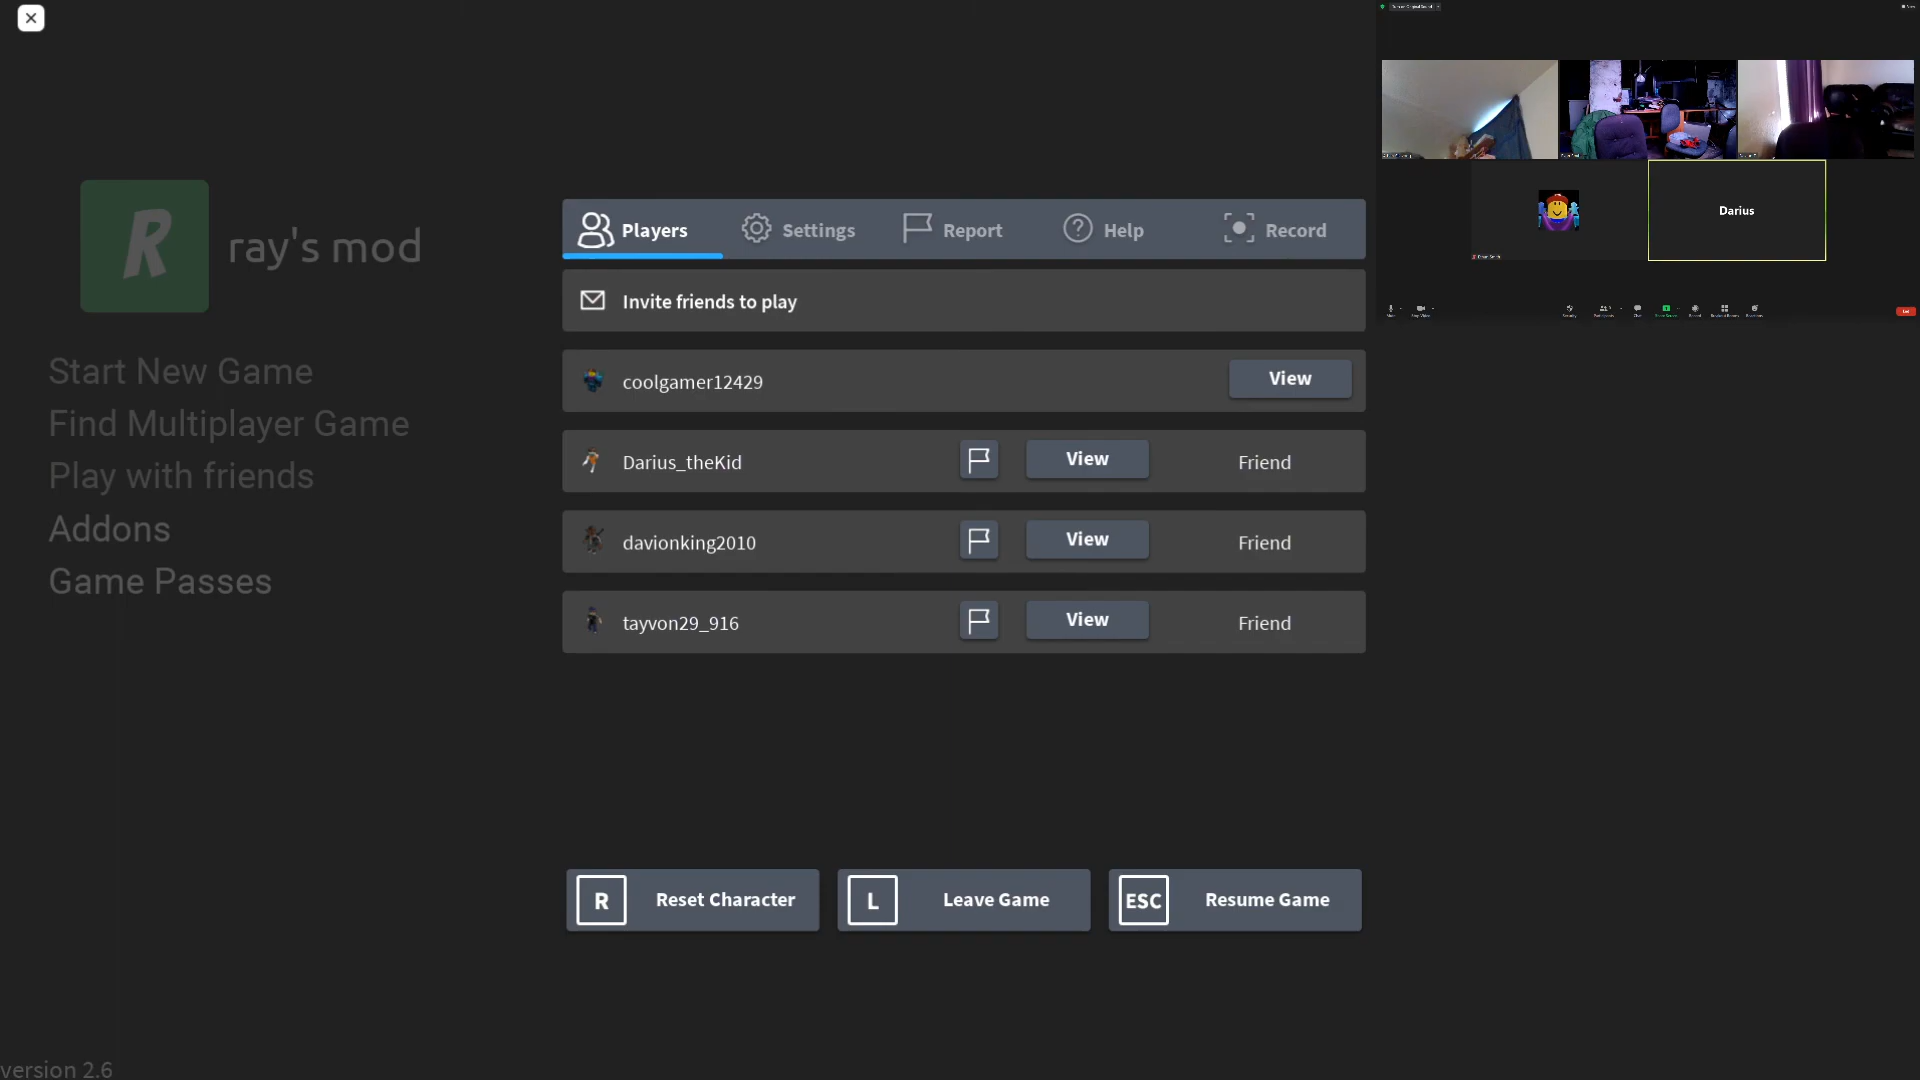 ray's mod
Start New Game
Find Multiplayer Game
Play with friends
Addons
Game Passes
version 2.6
Players
Settings
Report
Help
Record
Invite friends to play
coolgamer12429
View
Darius_theKid
View
Friend
davionking2010
View
Friend
tayvon29_916
View
Friend
R
Reset Character
L
Leave Game
ESC
Resume Game
Darius